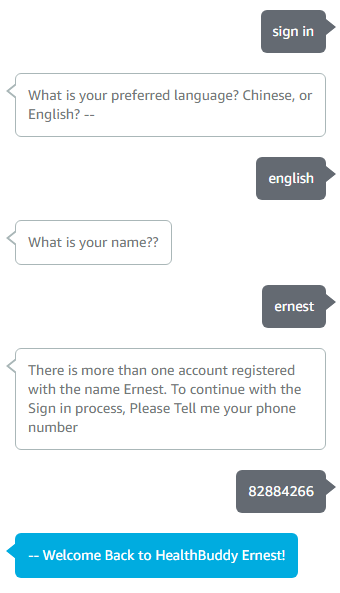 sign in
What is your preferred language? Chinese, or
English? --
english
What is your name??
ernest
There is more than one account registered
with the name Ernest. To continue with the
Sign in process, Please Tell me your phone
number
82884266
-- Welcome Back to HealthBuddy Ernest!